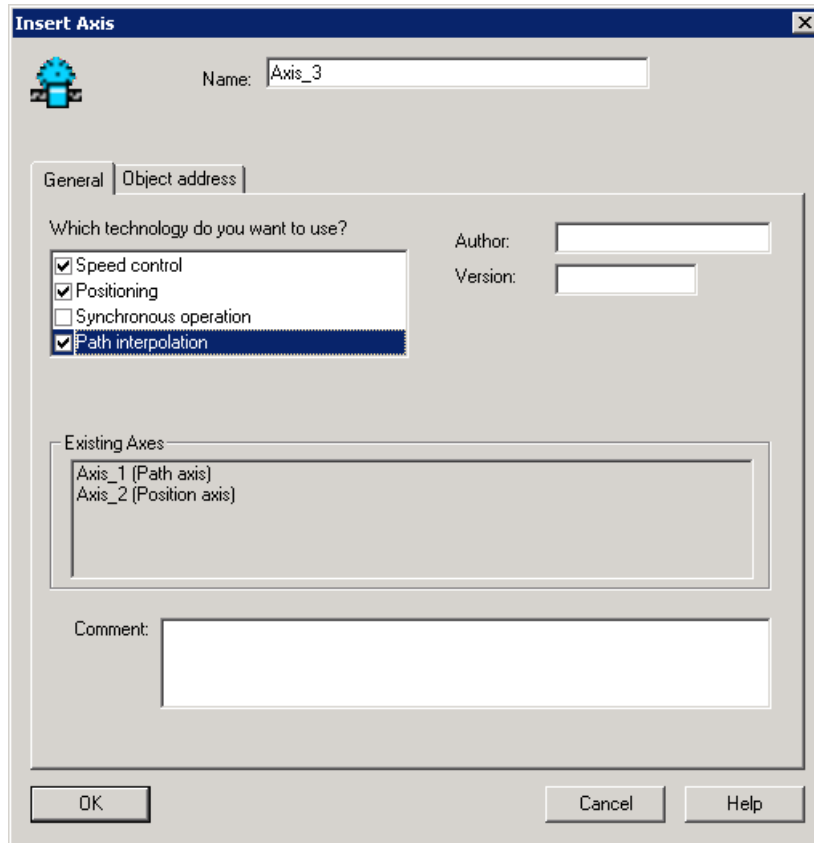 Insert Axis
Name: Axis_3
General Object address
Which technology do you want to use?
Author:
Speed control
Version:
Positioning
Synchronous operation
Path interpolation
Existing Axes
Axis_1 (Path axis)
Axis_2 (Position axis)
Comment:
OK Cancel Help